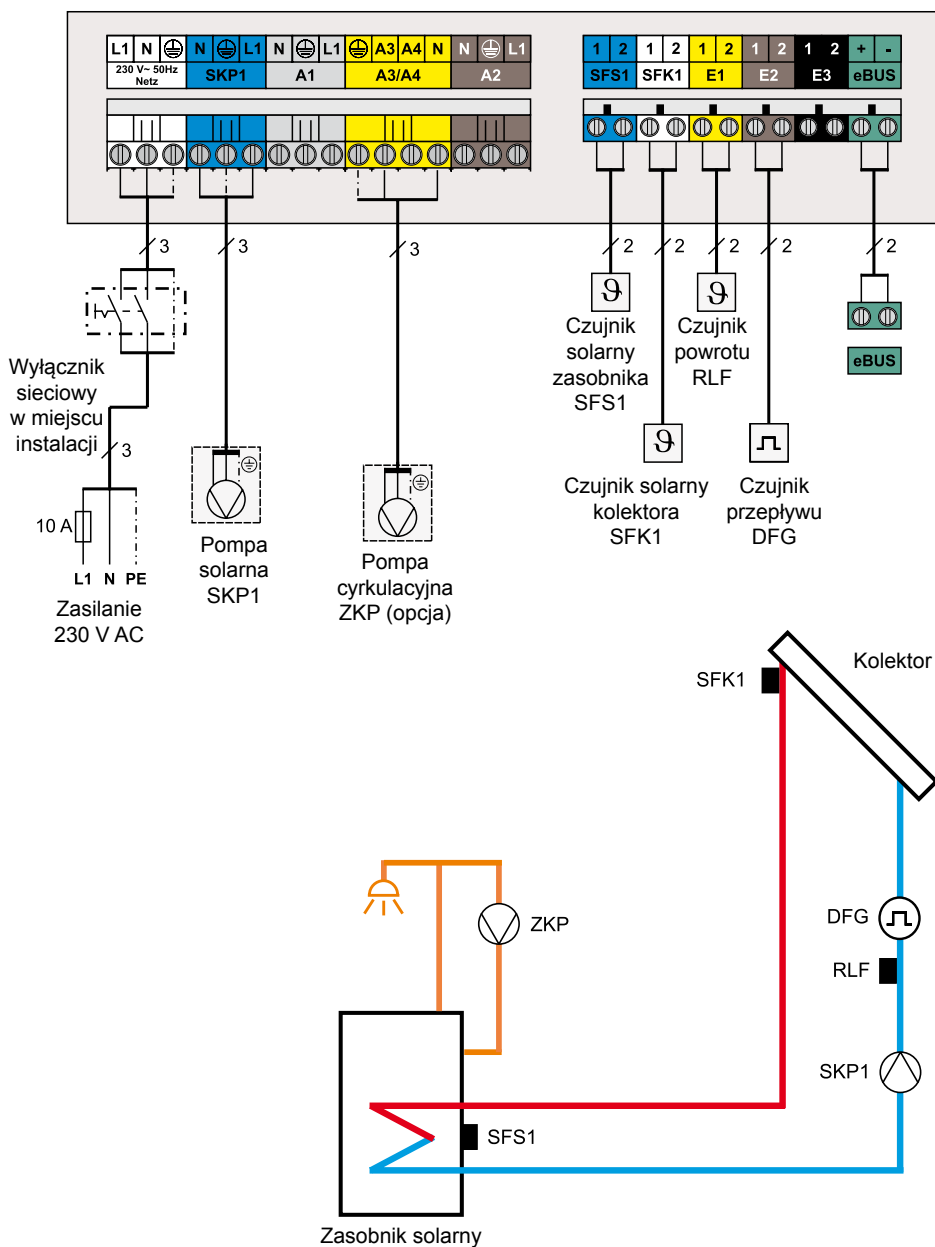 L1 N N L1 N L1 A3 A4 N N L1 1 2 1 2 1 2 1 2 1 2 + -
230 V~ 50Hz
Netz
SKP1 A1 A3/A4 A2 SFS1 SFK1 E1 E2 E3 eBUS
3 3 3 2 2 2 2 2
ϑ ϑ
Czujnik
solarny
zasobnika
SFS1
Czujnik
powrotu
RLF
eBUS
Wyłącznik
sieciowy
w miejscu
instalacji
3
ϑ
Czujnik solarny
kolektora
SFK1
Czujnik
przepływu
DFG
10 A
L1 N PE
Zasilanie
230 V AC
Pompa
solarna
SKP1
Pompa
cyrkulacyjna
ZKP (opcja)
Kolektor
SFK1
DFG
ZKP
RLF
SKP1
SFS1
Zasobnik solarny